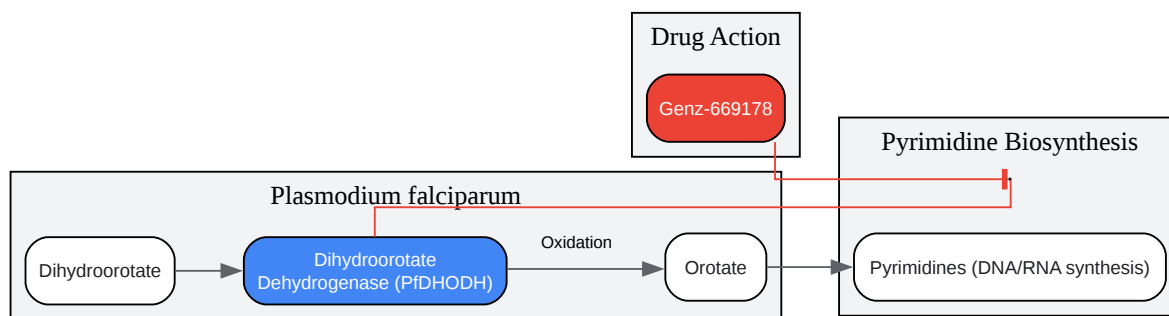 Drug Action
Genz-669178
Pyrimidine Biosynthesis
Plasmodium falciparum
Dihydroorotate
Dihydroorotate
Dehydrogenase (PfDHODH)
Oxidation
Orotate
Pyrimidines (DNA/RNA synthesis)